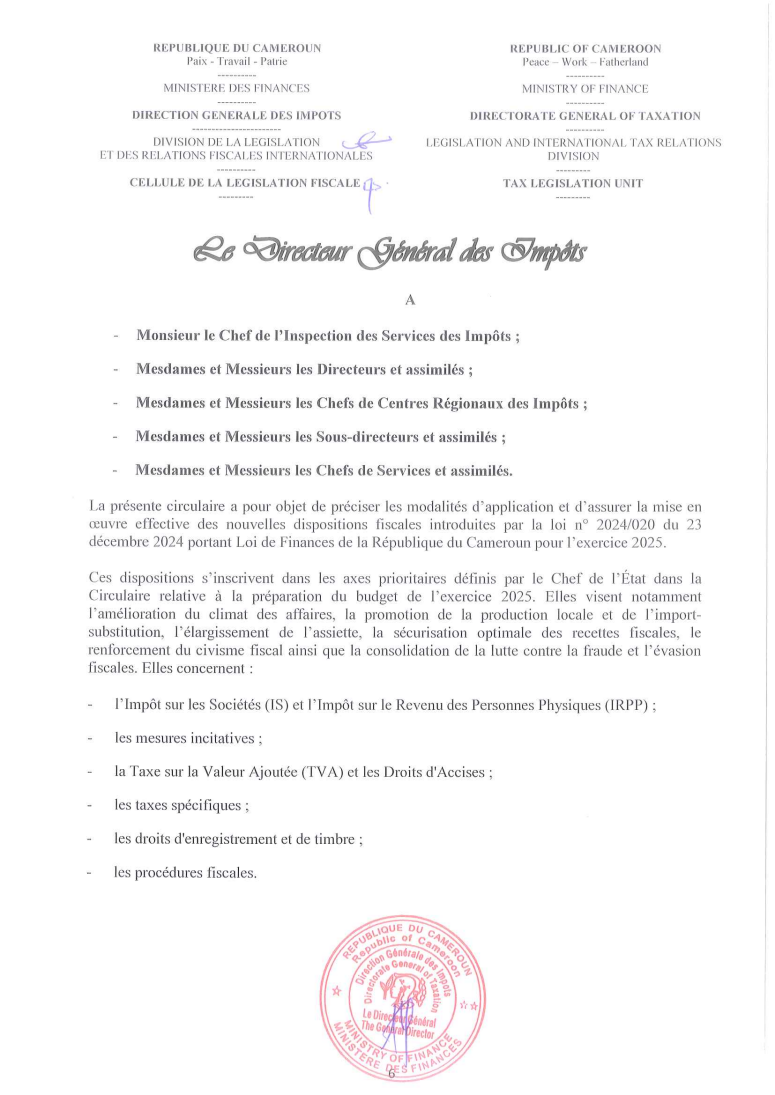 REPUBLIQUE DU CAMEROUN
Paix - Travail - Patrie
----------
MINISTERE DES FINANCES
----------
DIRECTION GENERALE DES IMPOTS
-----------------------
DIVISION DE LA LEGISLATION
ET DES RELATIONS FISCALES INTERNATIONALES
----------
CELLULE DE LA LEGISLATION FISCALE
---------
REPUBLIC OF CAMEROON
Peace – Work – Fatherland
----------
MINISTRY OF FINANCE
----------
DIRECTORATE GENERAL OF TAXATION
----------
LEGISLATION AND INTERNATIONAL TAX RELATIONS
DIVISION
---------
TAX LEGISLATION UNIT
---------
Le Directeur Général des Impôts
A
- Monsieur le Chef de l’Inspection des Services des Impôts ;
- Mesdames et Messieurs les Directeurs et assimilés ;
- Mesdames et Messieurs les Chefs de Centres Régionaux des Impôts ;
- Mesdames et Messieurs les Sous-directeurs et assimilés ;
- Mesdames et Messieurs les Chefs de Services et assimilés.
La présente circulaire a pour objet de préciser les modalités d’application et d’assurer la mise en
œuvre effective des nouvelles dispositions fiscales introduites par la loi n° 2024/020 du 23
décembre 2024 portant Loi de Finances de la République du Cameroun pour l’exercice 2025.
Ces dispositions s’inscrivent dans les axes prioritaires définis par le Chef de l’État dans la
Circulaire relative à la préparation du budget de l’exercice 2025. Elles visent notamment
l’amélioration du climat des affaires, la promotion de la production locale et de l’import-
substitution, l’élargissement de l’assiette, la sécurisation optimale des recettes fiscales, le
renforcement du civisme fiscal ainsi que la consolidation de la lutte contre la fraude et l’évasion
fiscales. Elles concernent :
- l’Impôt sur les Sociétés (IS) et l’Impôt sur le Revenu des Personnes Physiques (IRPP) ;
- les mesures incitatives ;
- la Taxe sur la Valeur Ajoutée (TVA) et les Droits d'Accises ;
- les taxes spécifiques ;
- les droits d'enregistrement et de timbre ;
- les procédures fiscales.
REPUBLIQUE DU CAMEROUN
Republic of Cameroon
Direction Générale des Impots
Directorate General of Taxation
Le Directeur Général
The General Director
MINISTRY OF FINANCE
MINISTERE DES FINANCES
6